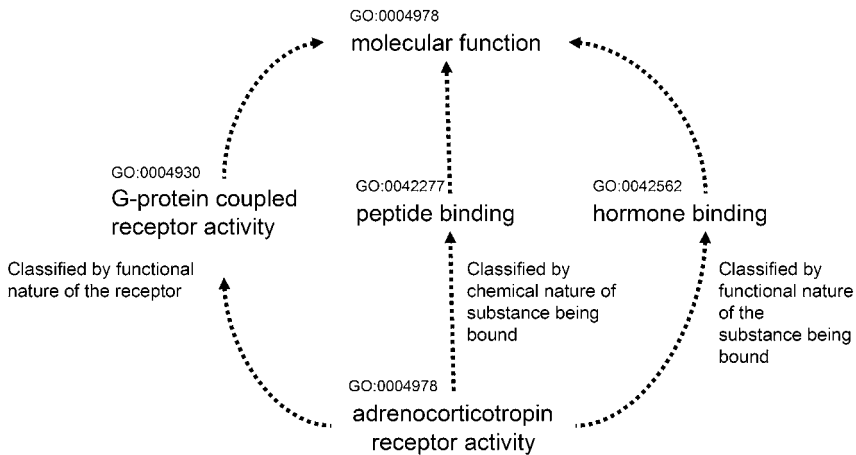 GO:0004978
molecular function
GO:0004930
G-protein coupled
receptor activity
GO:0042277
peptide binding
GO:0042562
hormone binding
Classified by functional
nature of the receptor
Classified by
chemical nature of
substance being
bound
Classified by
functional nature
of the
substance being
bound
GO:0004978
adrenocorticotropin
receptor activity